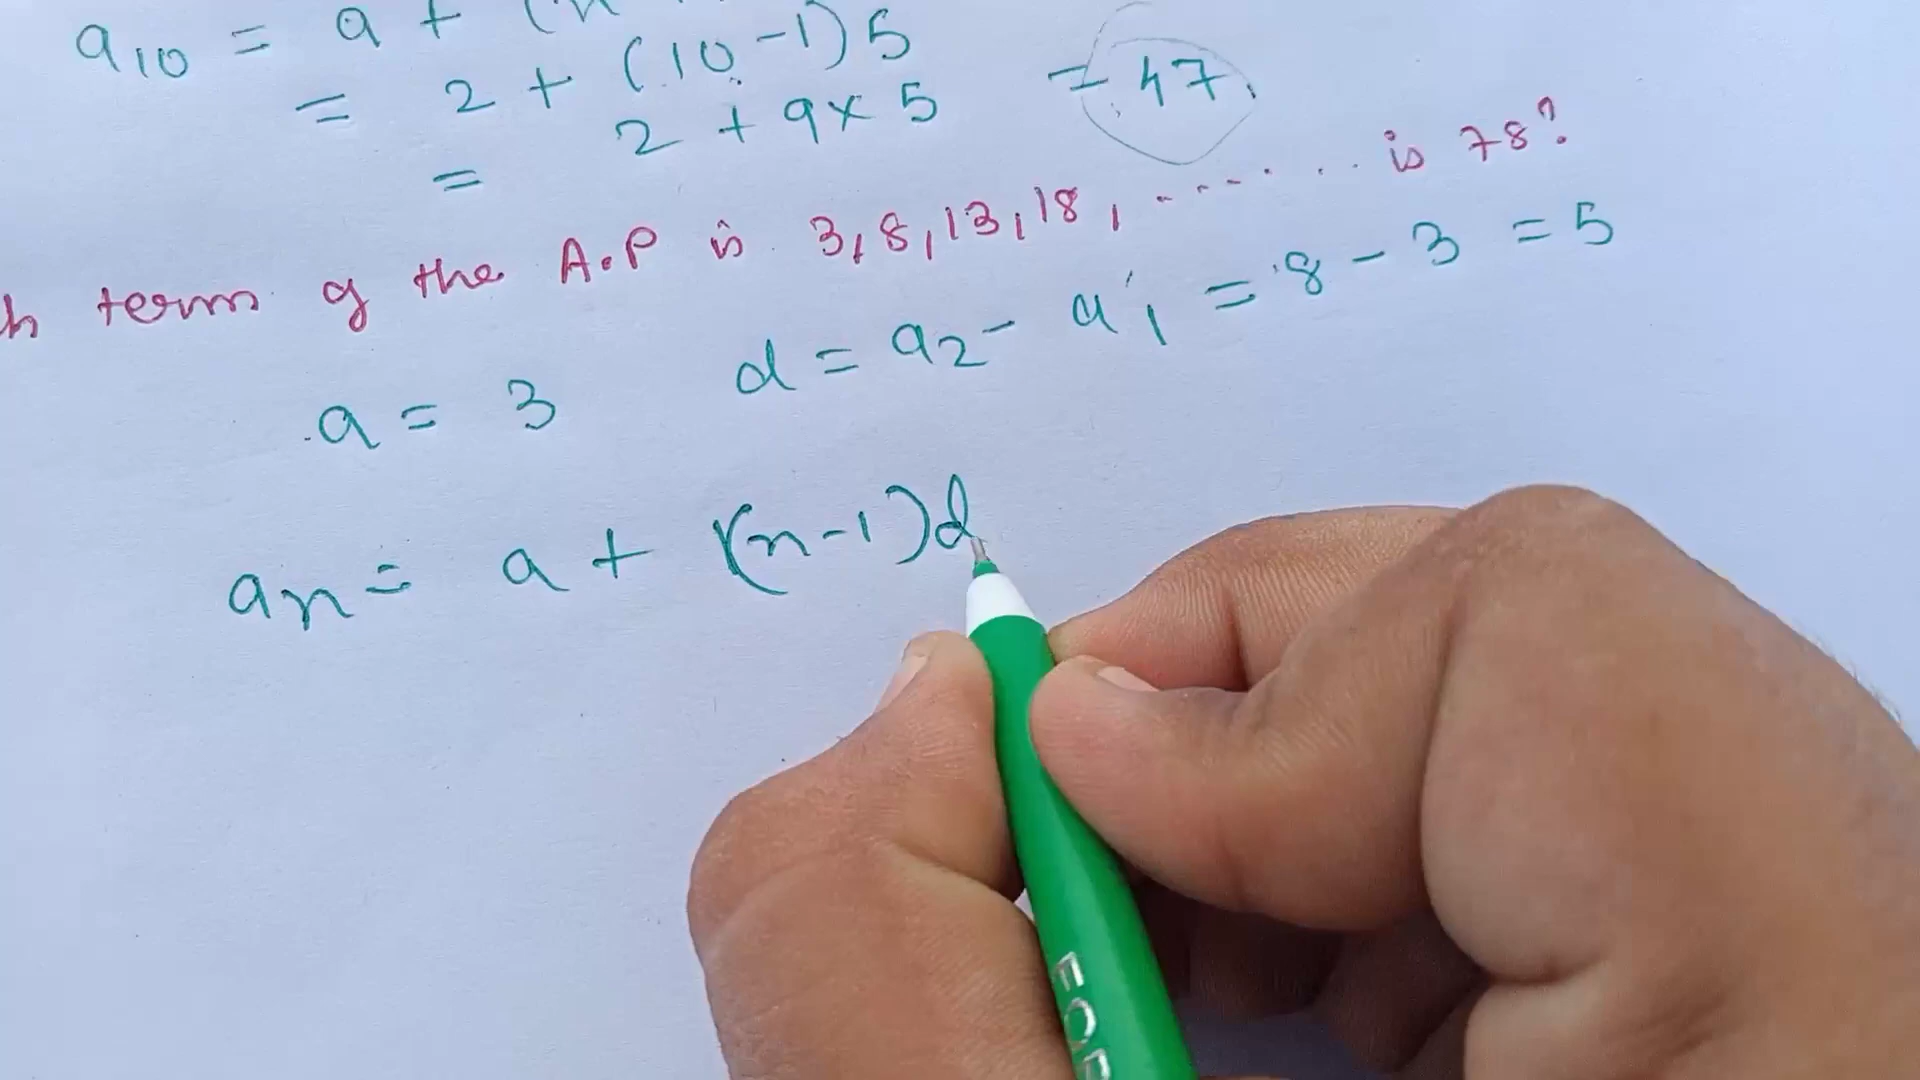 a10 = a + (n
= 2 + (10-1)5
= 2 + 9×5 = 47
h term of the A.P is 3,8,13,18, ....... is 78?
a = 3 d = a2 - a1 = 8 - 3 = 5
an = a + (n-1)d
FOR